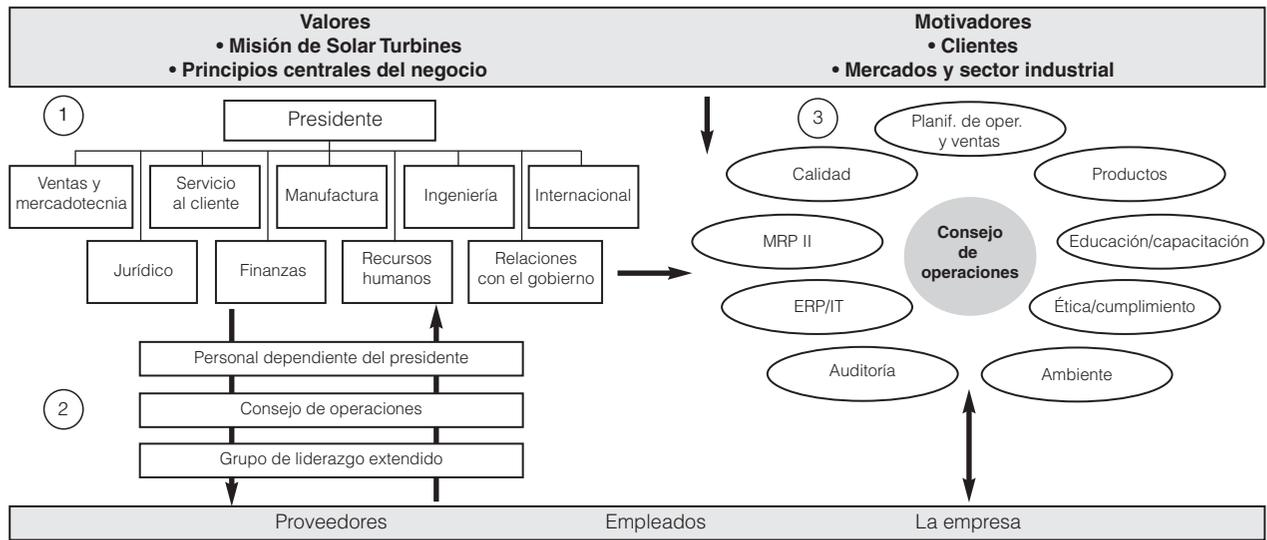 Valores
• Misión de Solar Turbines
• Principios centrales del negocio
Motivadores
• Clientes
• Mercados y sector industrial
1
Presidente
Ventas y
mercadotecnia
Servicio
al cliente
Manufactura
Ingeniería
Internacional
Jurídico
Finanzas
Recursos
humanos
Relaciones
con el gobierno
2
Personal dependiente del presidente
Consejo de operaciones
Grupo de liderazgo extendido
3
Planif. de oper.
y ventas
Calidad
Productos
MRP II
Consejo
de
operaciones
Educación/capacitación
ERP/IT
Ética/cumplimiento
Auditoría
Ambiente
Proveedores
Empleados
La empresa